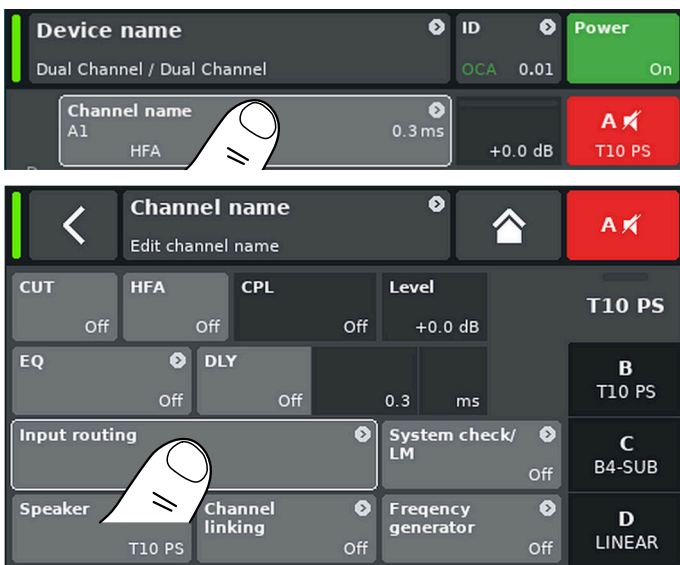 Device name
ID
Power
Dual Channel / Dual Channel
OCA 0.01
On
Channel name
A1
0.3 ms
HFA
+0.0 dB
A
T10 PS
Channel name
Edit channel name
A
CUT
Off
HFA
Off
CPL
Off
Level
+0.0 dB
T10 PS
EQ
Off
DLY
Off
0.3
ms
B
T10 PS
Input routing
System check/
LM
Off
C
B4-SUB
Speaker
T10 PS
Channel
linking
Off
Freqency
generator
Off
D
LINEAR